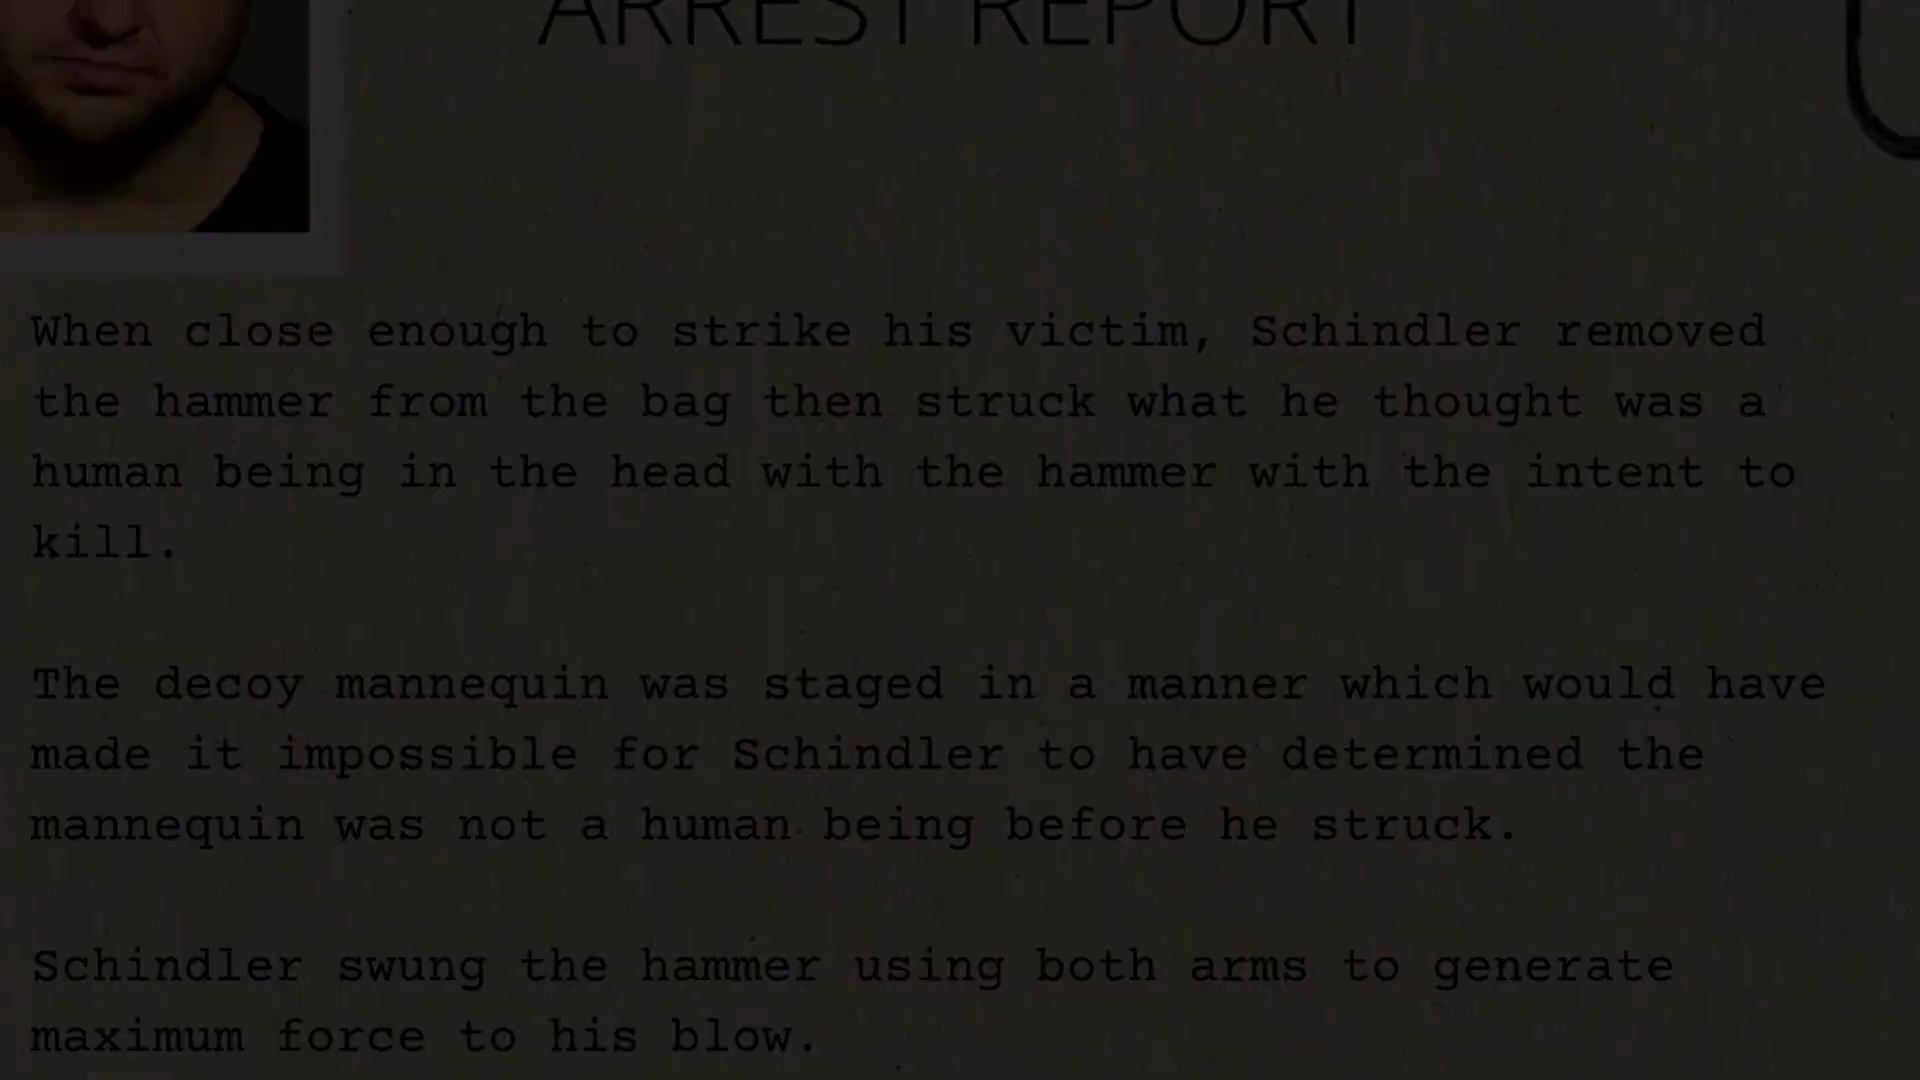 ARREST REPORT
When close enough to strike his victim, Schindler removed
the hammer from the bag then struck what he thought was a
human being in the head with the hammer with the intent to
kill.
The decoy mannequin was staged in a manner which would have
made it impossible for Schindler to have determined the
mannequin was not a human being before he struck.
Schindler swung the hammer using both arms to generate
maximum force to his blow.